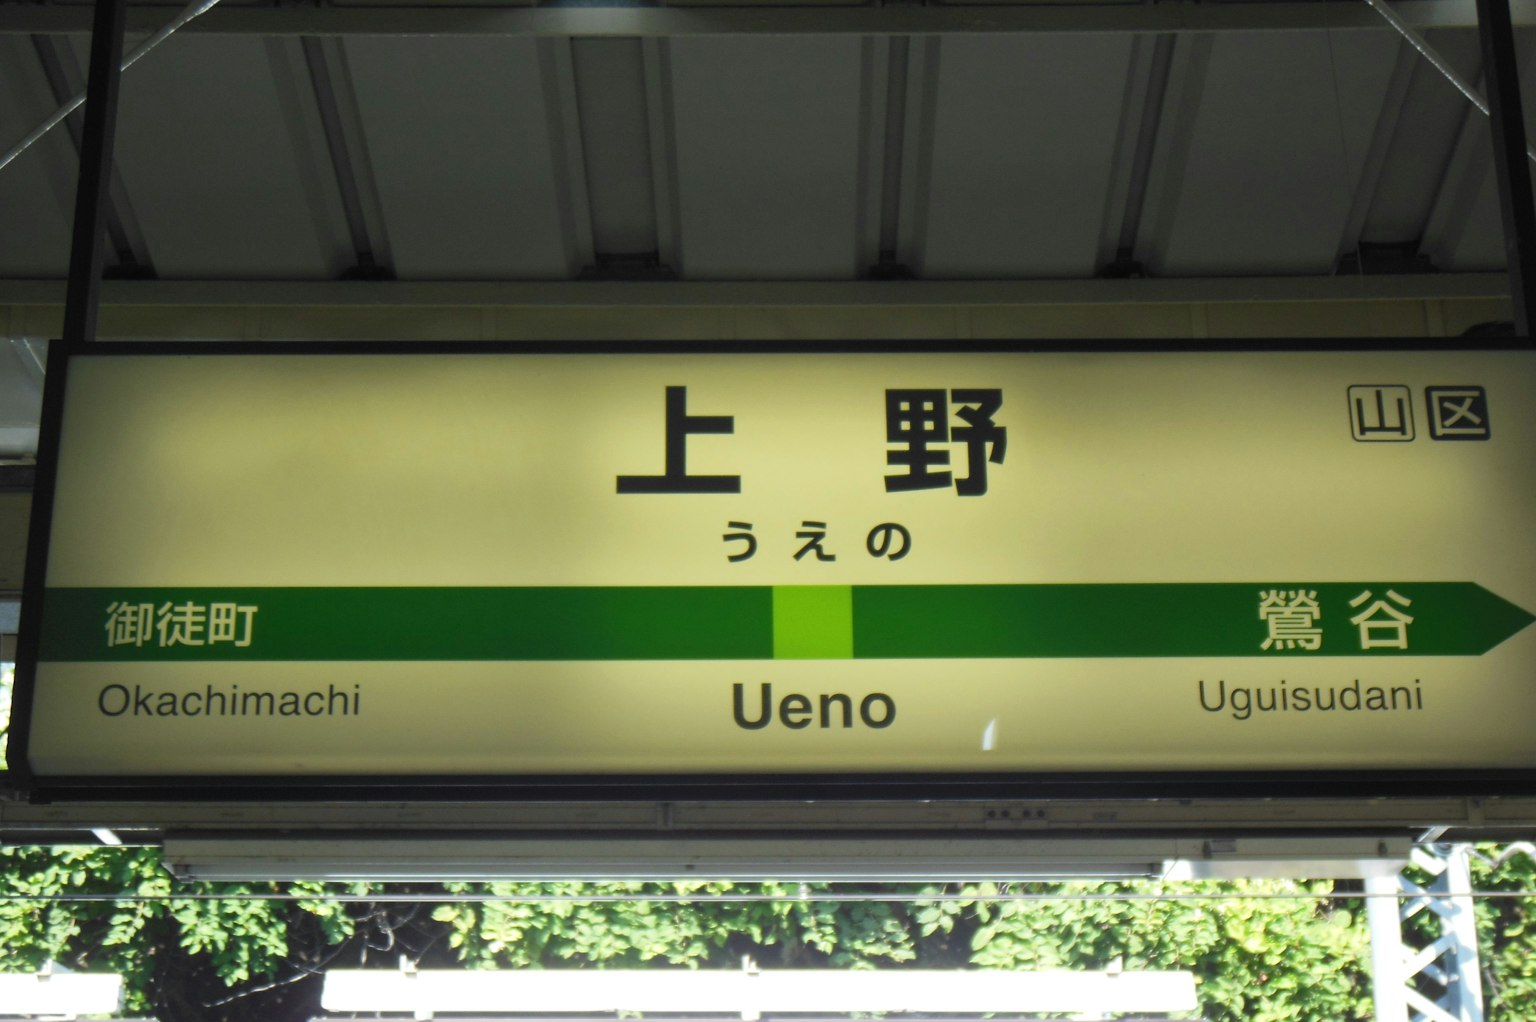 上野
山 区
うえの
御徒町 鶯谷
Okachimachi Ueno Uguisudani